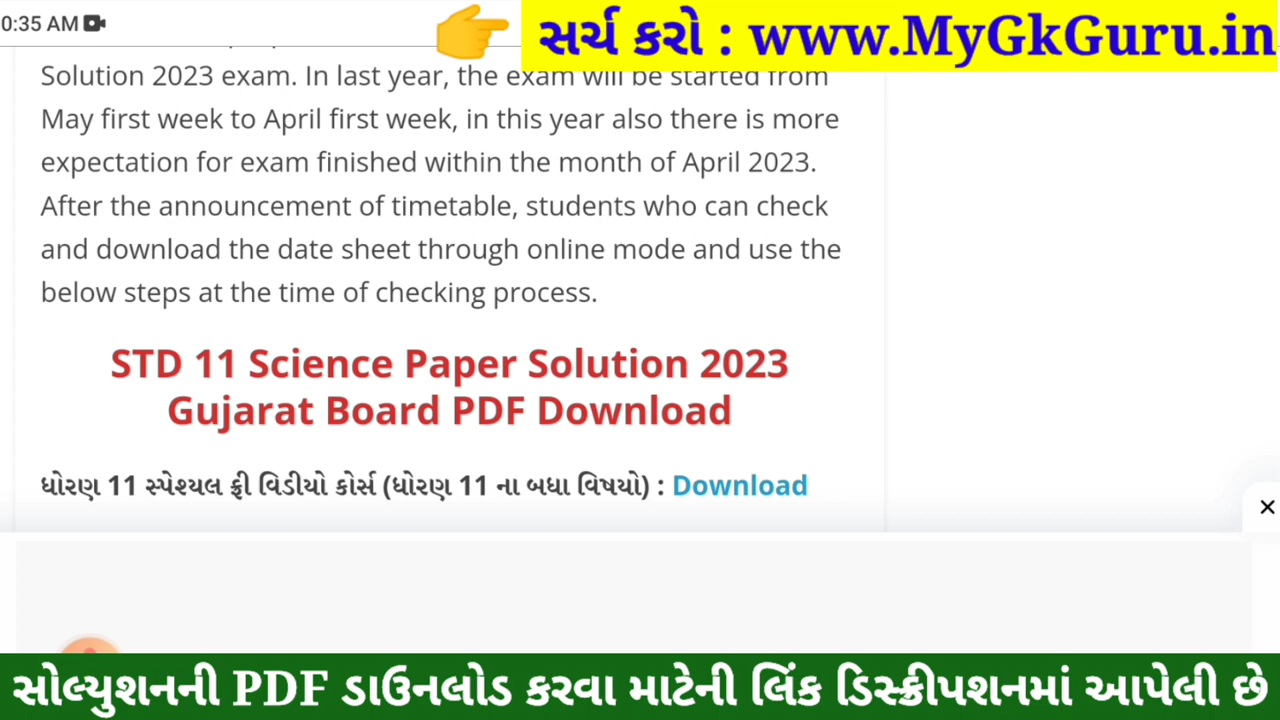 0:35 AM
સર્ચ કરો : www.MyGkGuru.in
Solution 2023 exam. In last year, the exam will be started from
May first week to April first week, in this year also there is more
expectation for exam finished within the month of April 2023.
After the announcement of timetable, students who can check
and download the date sheet through online mode and use the
below steps at the time of checking process.
STD 11 Science Paper Solution 2023
Gujarat Board PDF Download
ધોરણ 11 સ્પેશ્યલ ફ્રી વિડીયો કોર્સ (ધોરણ 11 ના બધા વિષયો) : Download
સોલ્યુશનની PDF ડાઉનલોડ કરવા માટેની લિંક ડિસ્ક્રીપશનમાં આપેલી છે